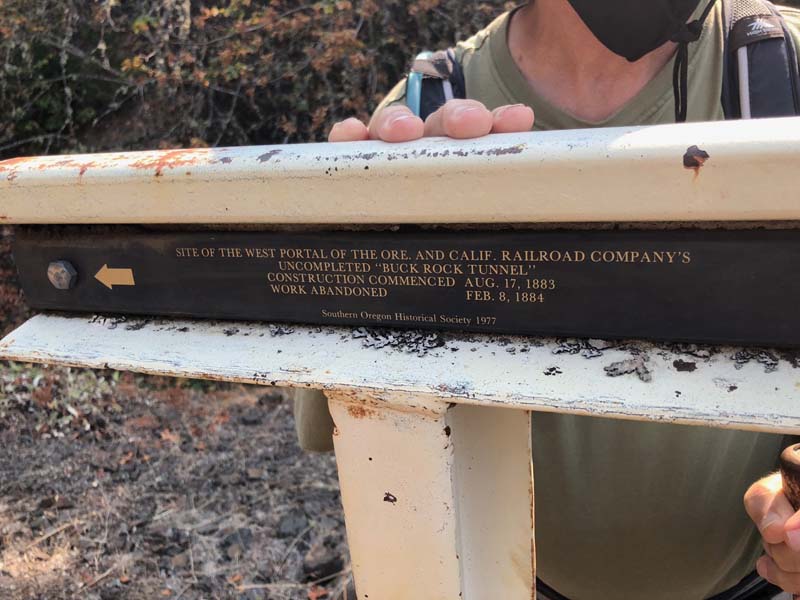 SITE OF THE WEST PORTAL OF THE ORE. AND CALIF. RAILROAD COMPANY'S
UNCOMPLETED "BUCK ROCK TUNNEL"
CONSTRUCTION COMMENCED AUG. 17, 1883
WORK ABANDONED FEB. 8, 1884
Southern Oregon Historical Society 1977